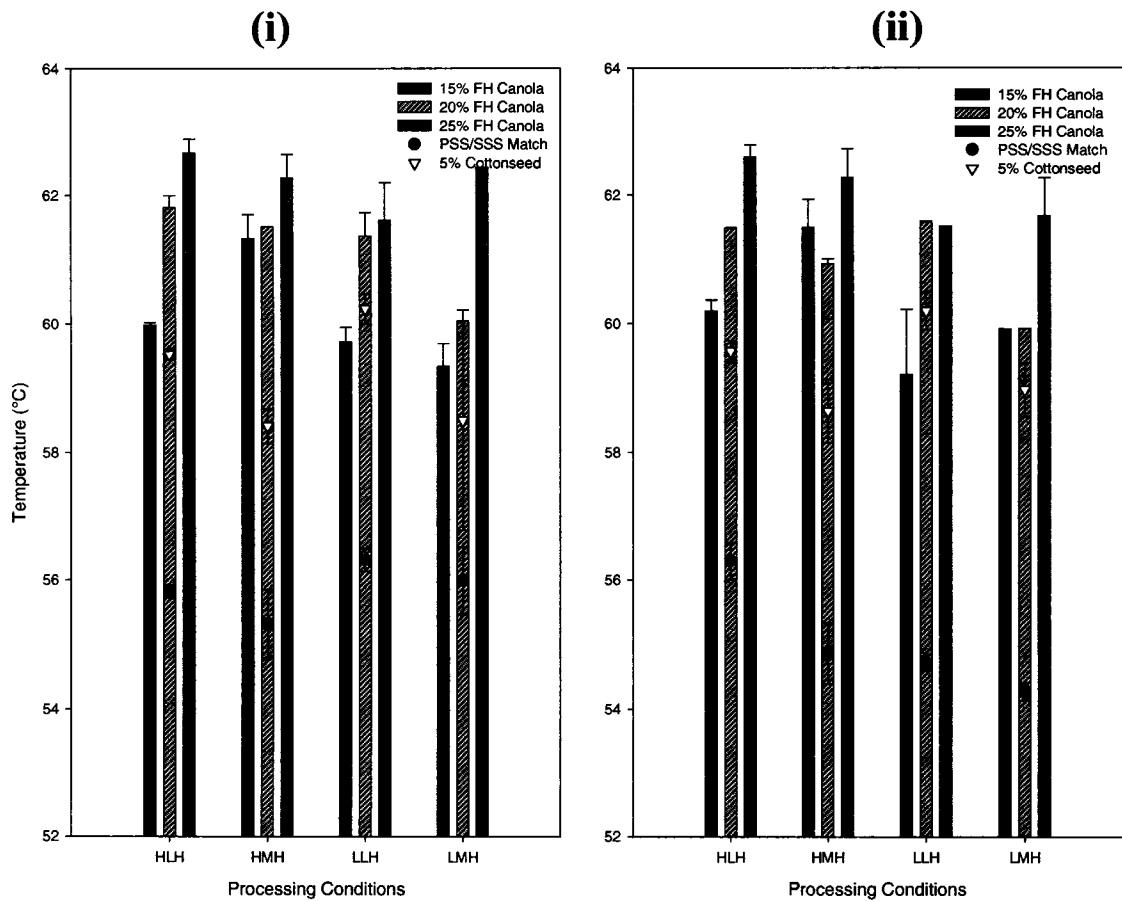 (i)
64
62
60
58
56
54
52
Temperature (°C)
15% FH Canola
20% FH Canola
25% FH Canola
PSS/SSS Match
5% Cottonseed
HLH HMH LLH LMH
Processing Conditions
(ii)
64
62
60
58
56
54
52
15% FH Canola
20% FH Canola
25% FH Canola
PSS/SSS Match
5% Cottonseed
HLH HMH LLH LMH
Processing Conditions